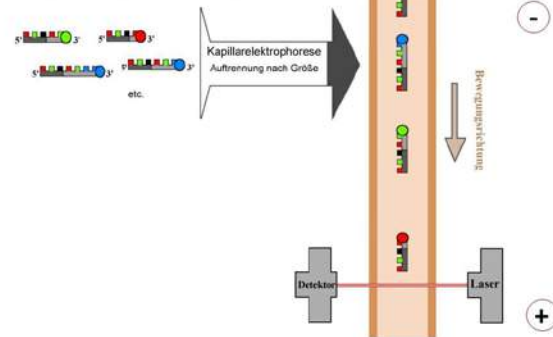 5' 3' 5' 3'
5' 3' 5' 3'
etc.
Kapillarelektrophorese
Auftrennung nach Größe
-
Bewegungsrichtung
Detektor
Laser
+